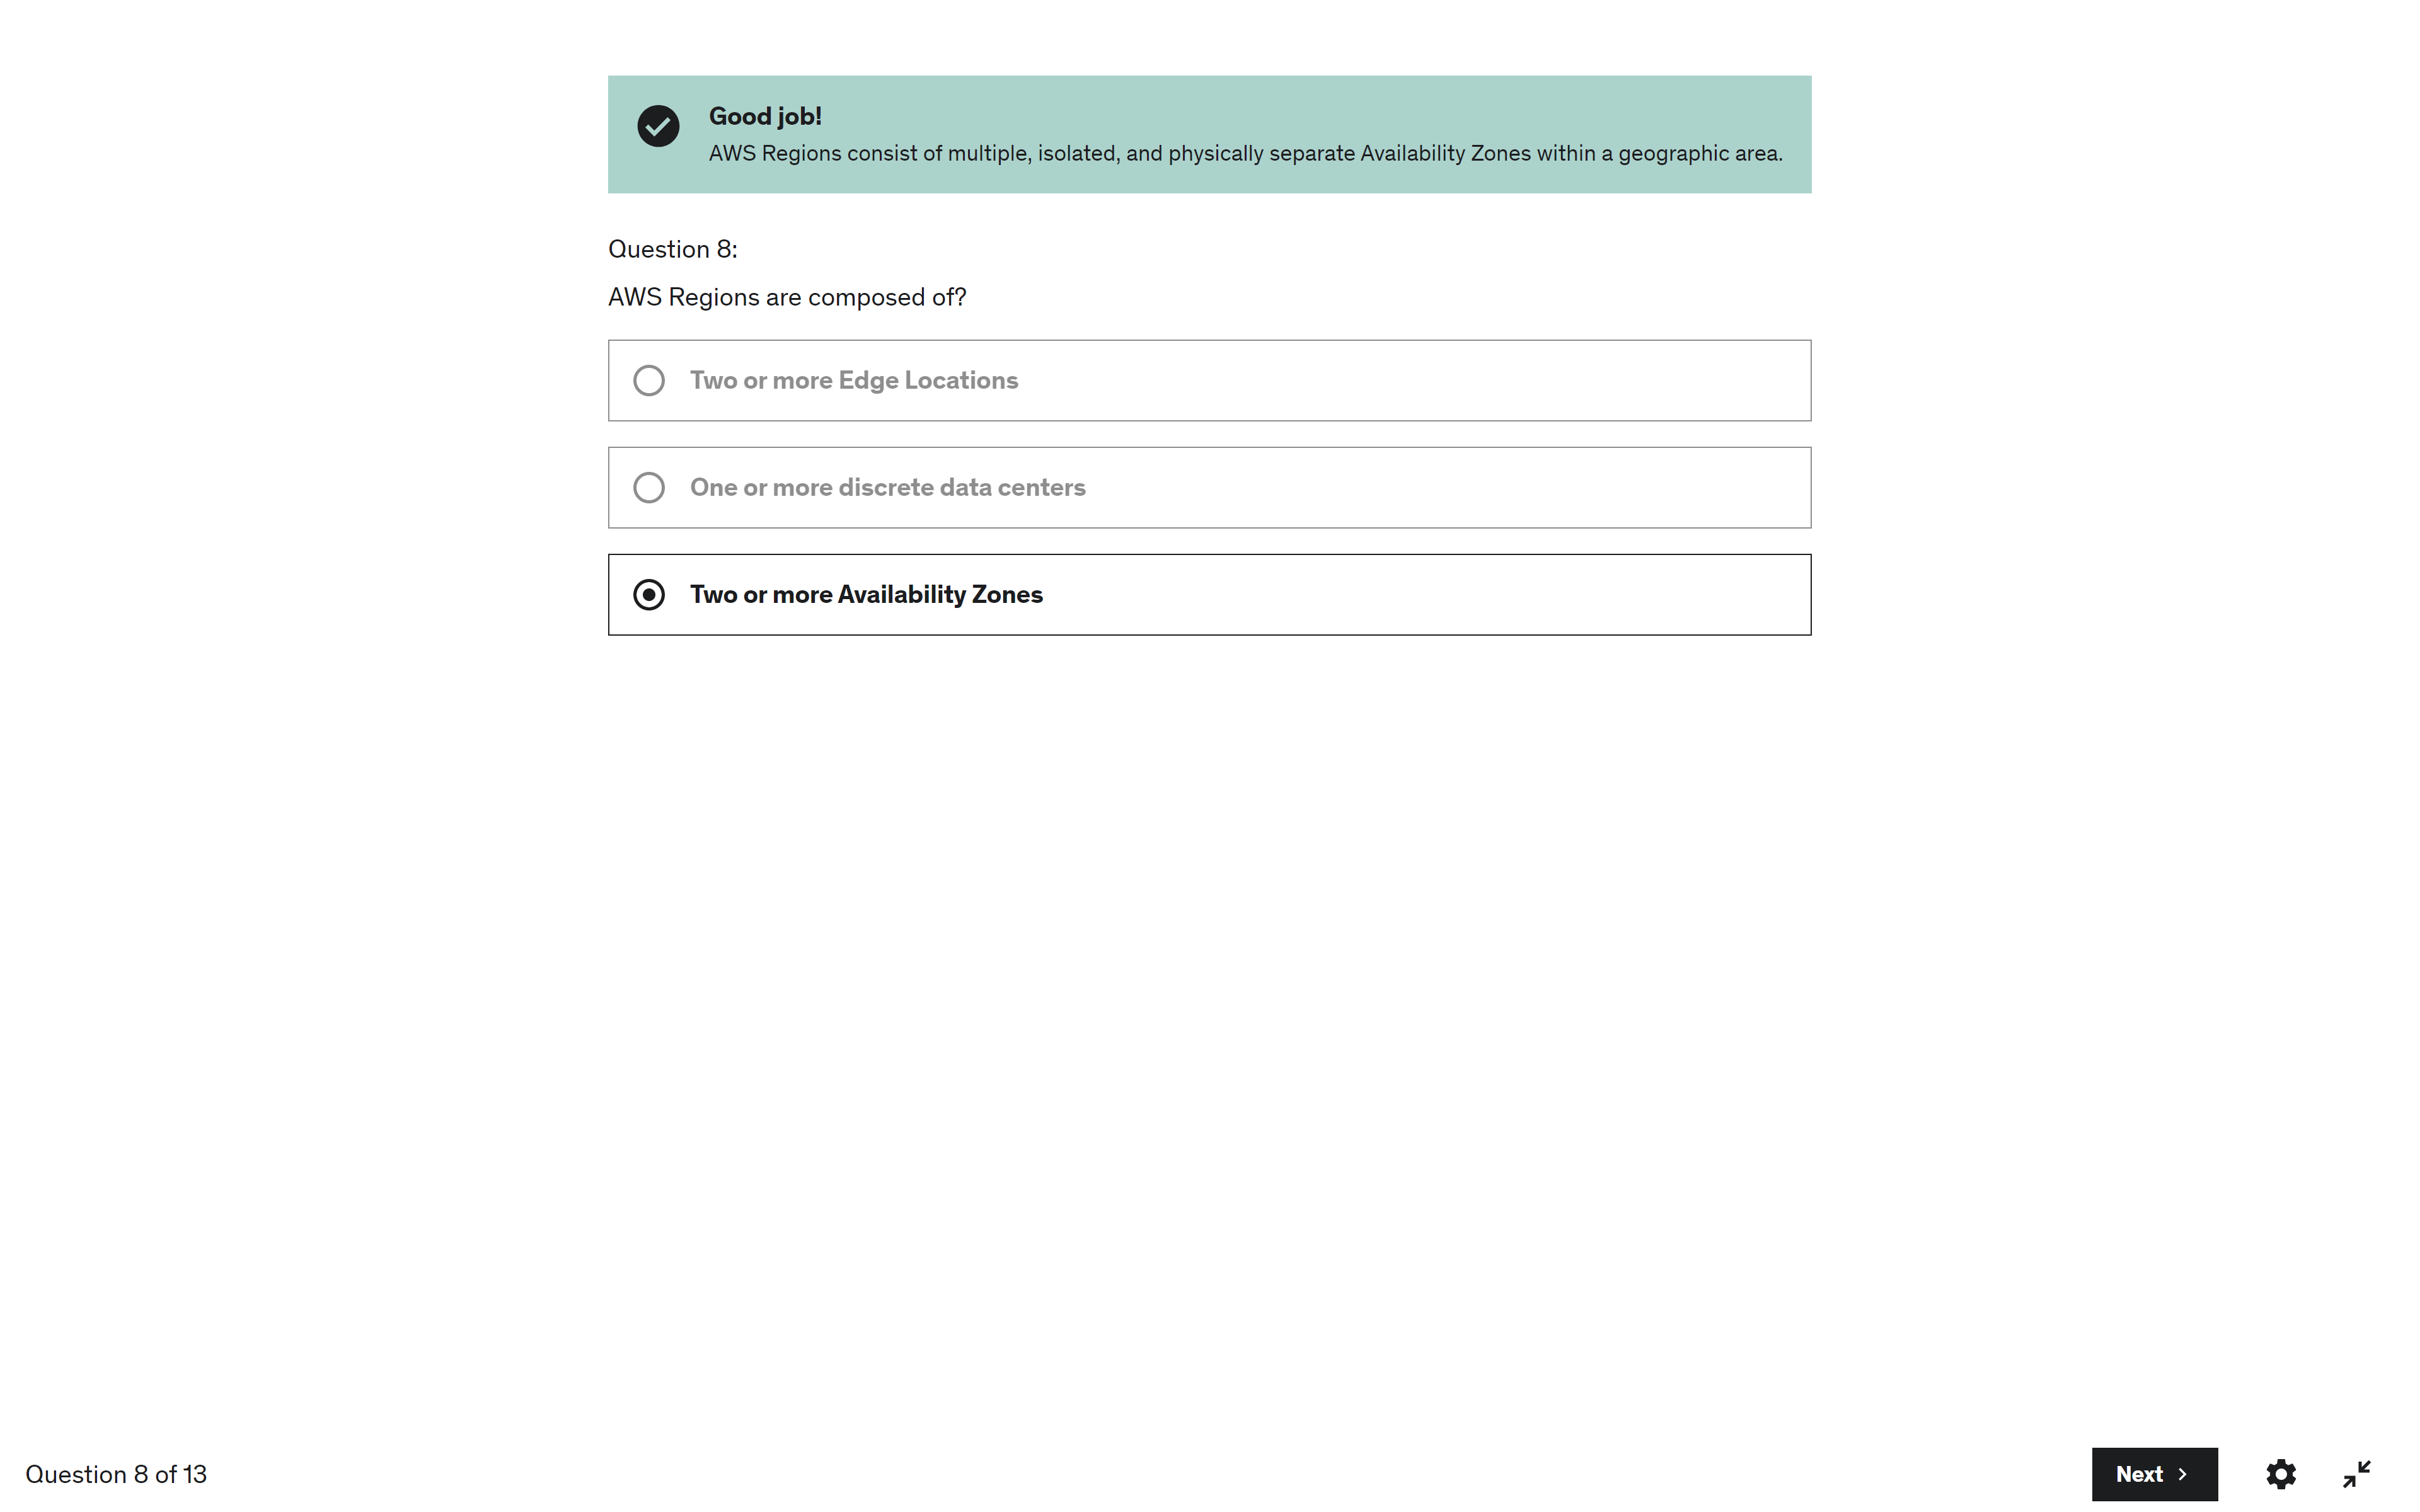 Good job!
AWS Regions consist of multiple, isolated, and physically separate Availability Zones within a geographic area.
Question 8:
AWS Regions are composed of?
Two or more Edge Locations
One or more discrete data centers
Two or more Availability Zones
Question 8 of 13
Next